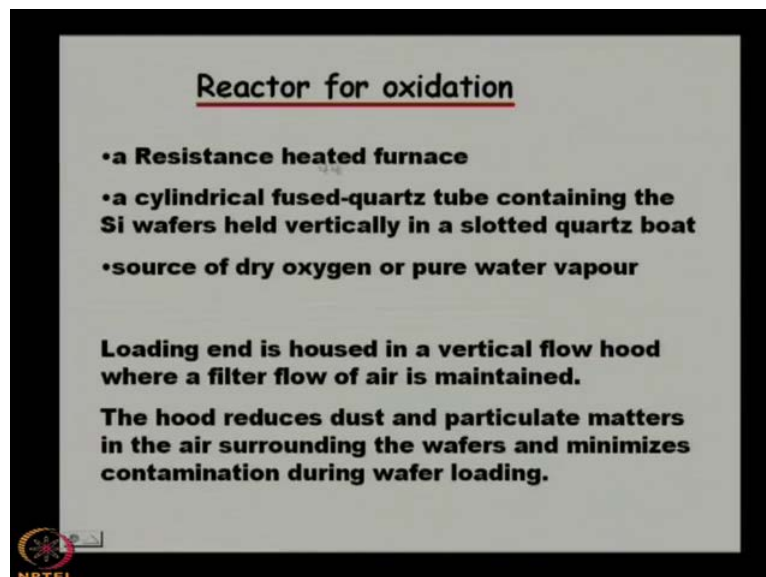 Reactor for oxidation
•a Resistance heated furnace
•a cylindrical fused-quartz tube containing the
Si wafers held vertically in a slotted quartz boat
•source of dry oxygen or pure water vapour
Loading end is housed in a vertical flow hood
where a filter flow of air is maintained.
The hood reduces dust and particulate matters
in the air surrounding the wafers and minimizes
contamination during wafer loading.
NPTEL